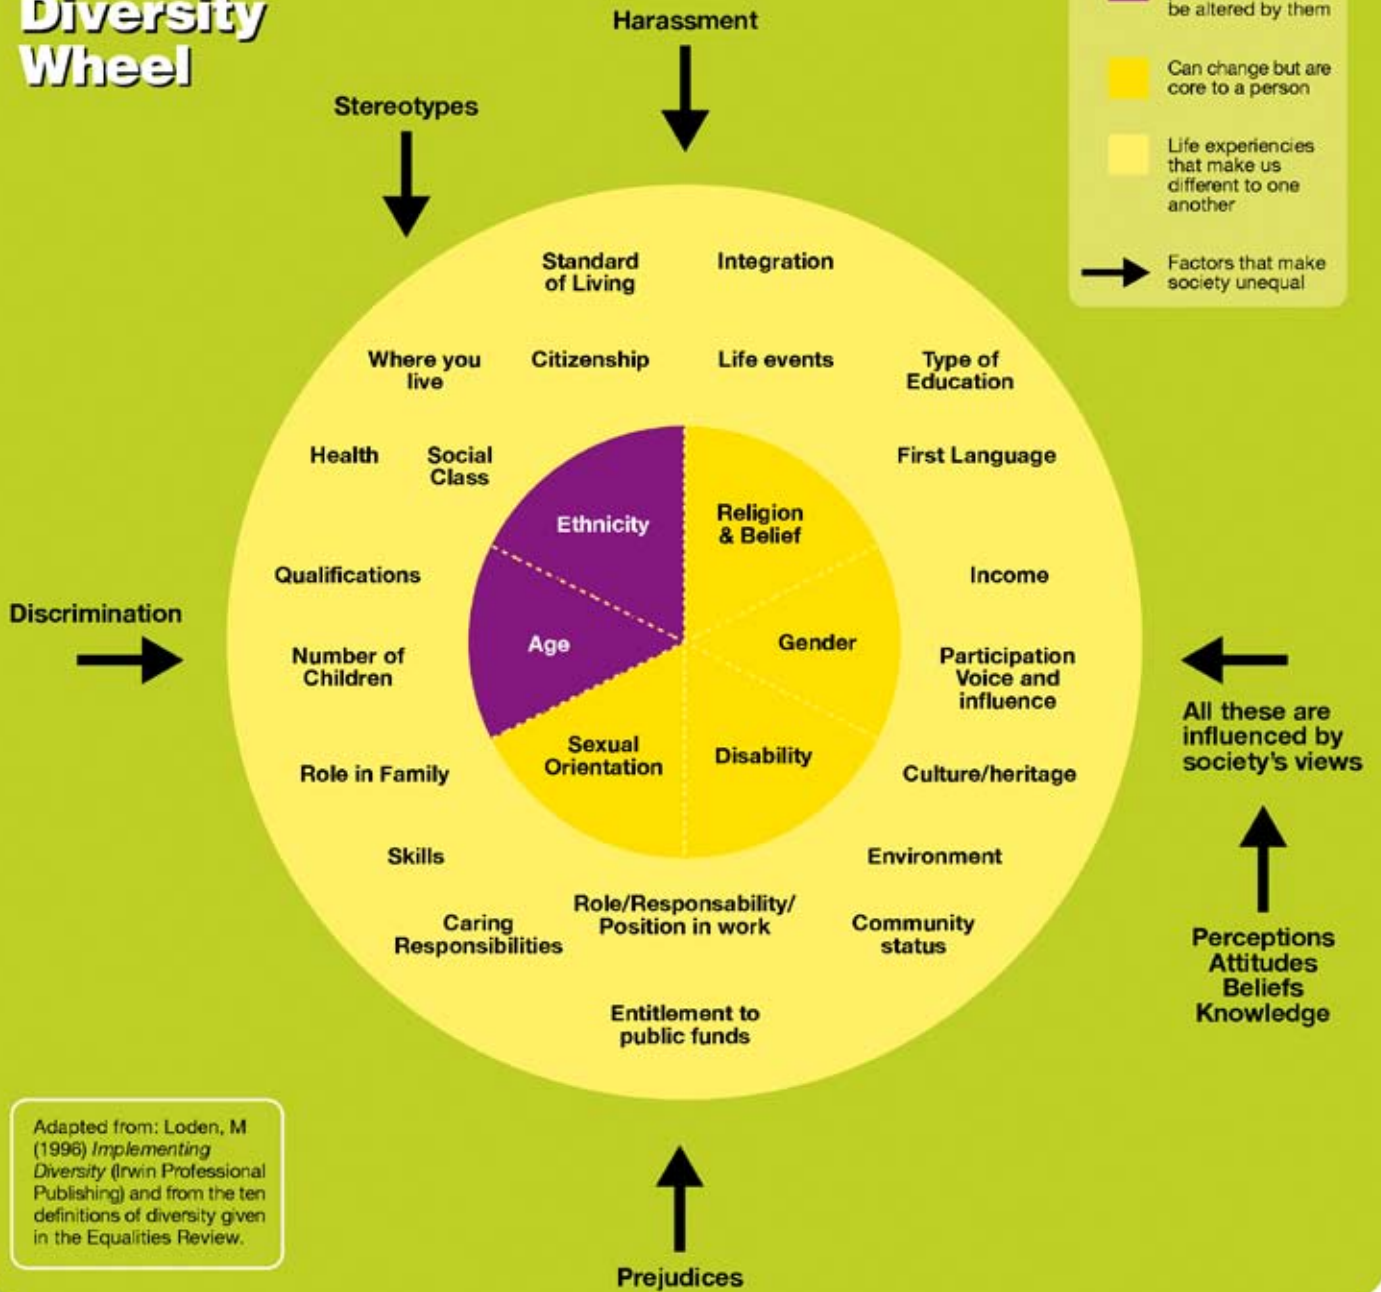 Diversity
Wheel
Harassment
Stereotypes
be altered by them
Can change but are
core to a person
Life experiencies
that make us
different to one
another
Factors that make
society unequal
Standard
of Living
Integration
Where you
live
Citizenship
Life events
Type of
Education
Health
Social
Class
First Language
Ethnicity
Religion
& Belief
Qualifications
Income
Discrimination
Number of
Children
Age
Gender
Participation
Voice and
influence
All these are
influenced by
society's views
Role in Family
Sexual
Orientation
Disability
Culture/heritage
Skills
Environment
Caring
Responsibilities
Role/Responsability/
Position in work
Community
status
Perceptions
Attitudes
Beliefs
Knowledge
Entitlement to
public funds
Adapted from: Loden, M
(1996) Implementing
Diversity (Irwin Professional
Publishing) and from the ten
definitions of diversity given
in the Equalities Review.
Prejudices